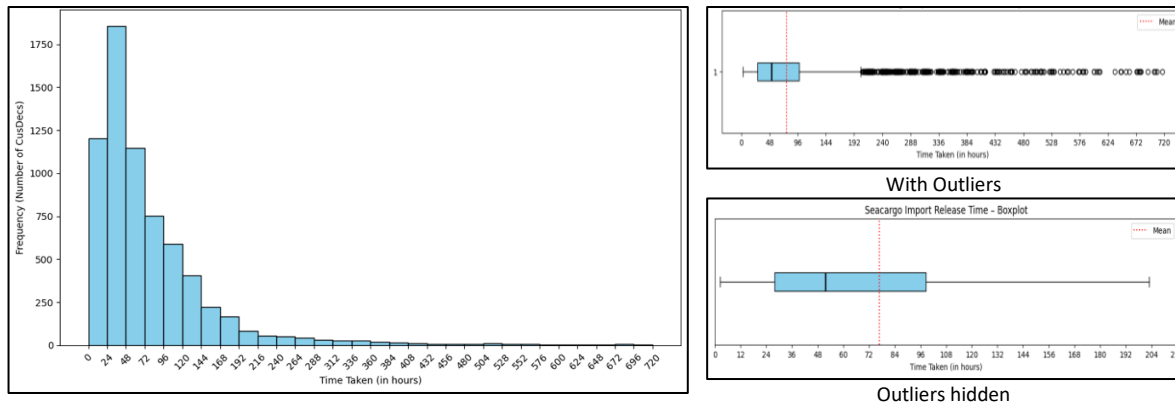 1750
1500
1250
1000
750
500
250
0
Frequency (Number of CusDecs)
0 24 48 72 96 120 144 168 192 216 240 264 288 312 336 360 384 408 432 456 480 504 528 552 576 600 624 648 672 696 720
Time Taken (in hours)
Mean
1
0 48 96 144 192 240 288 336 384 432 480 528 576 624 672 720
Time Taken (in hours)
With Outliers
Seacargo Import Release Time – Boxplot
Mean
0 12 24 36 48 60 72 84 96 108 120 132 144 156 168 180 192 204
Time Taken (in hours)
Outliers hidden